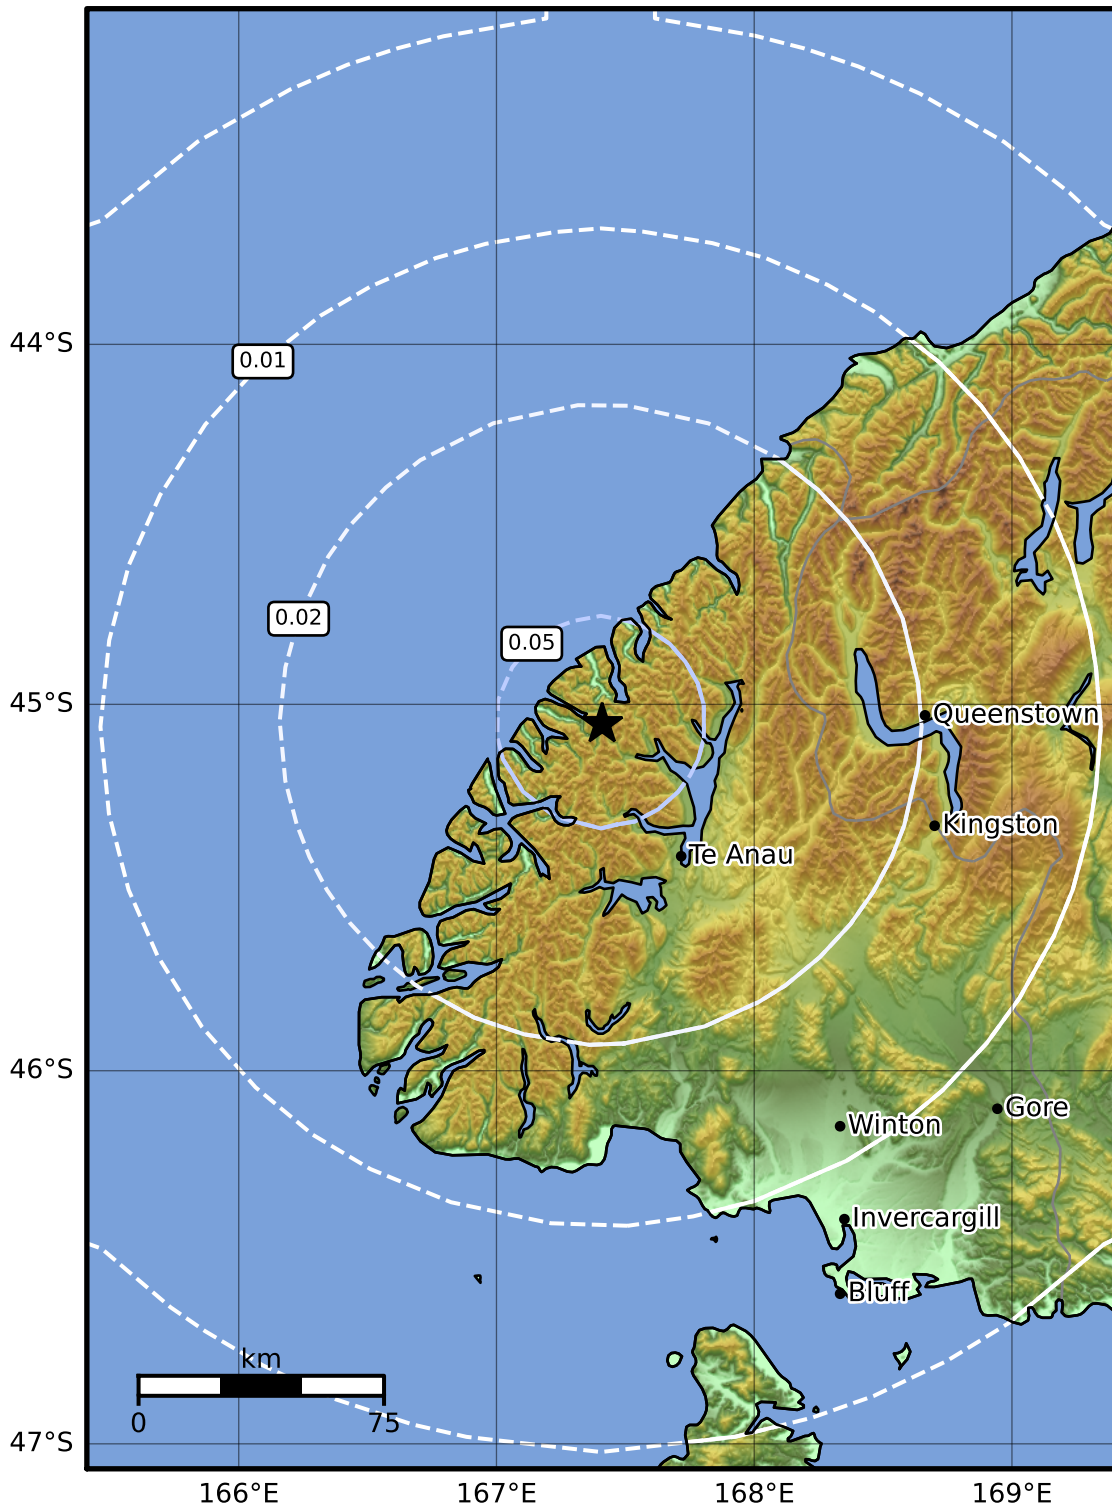 44°S
0.01
0.02
0.05
45°S
Queenstown
Kingston
Te Anau
46°S
Gore
Winton
Invercargill
Bluff
km
0 75
47°S
166°E 167°E 168°E 169°E